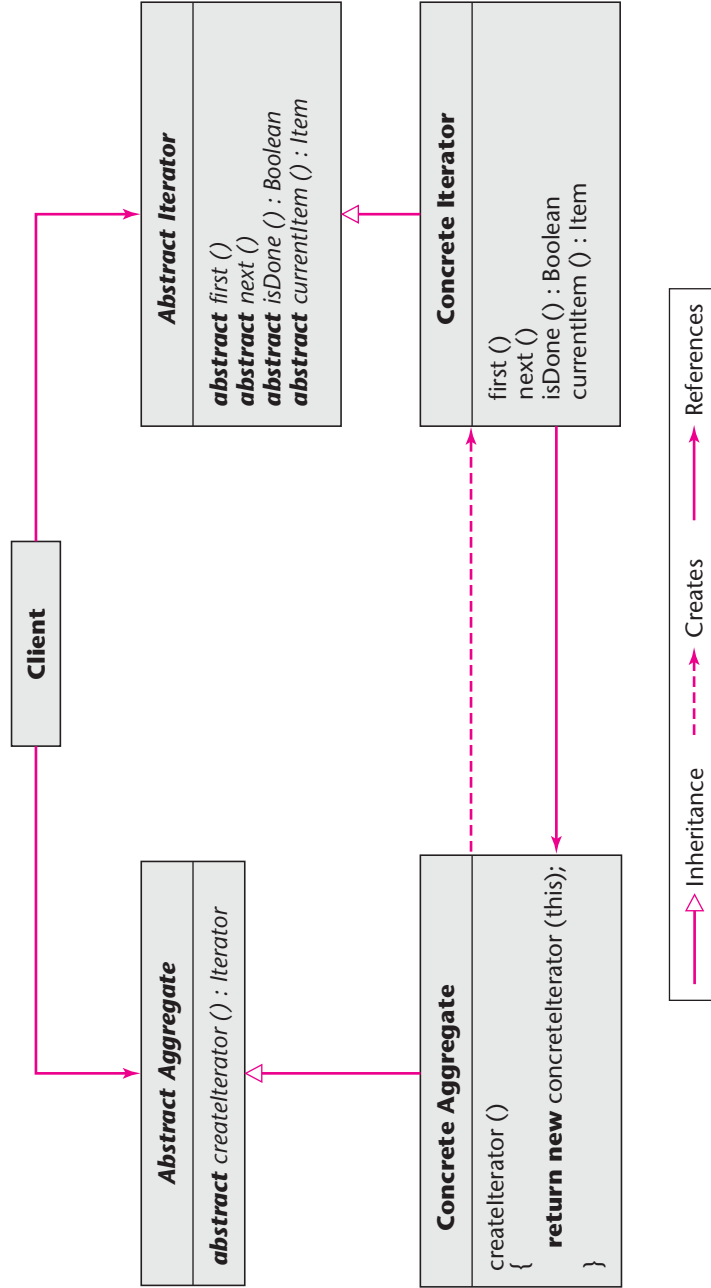 Client
Abstract Aggregate
abstract createIterator () : Iterator
Abstract Iterator
abstract first ()
abstract next ()
abstract isDone () : Boolean
abstract currentItem () : Item
Concrete Aggregate
createIterator ()
{
return new concreteIterator (this);
}
Concrete Iterator
first ()
next ()
isDone () : Boolean
currentItem () : Item
Inheritance
Creates
References